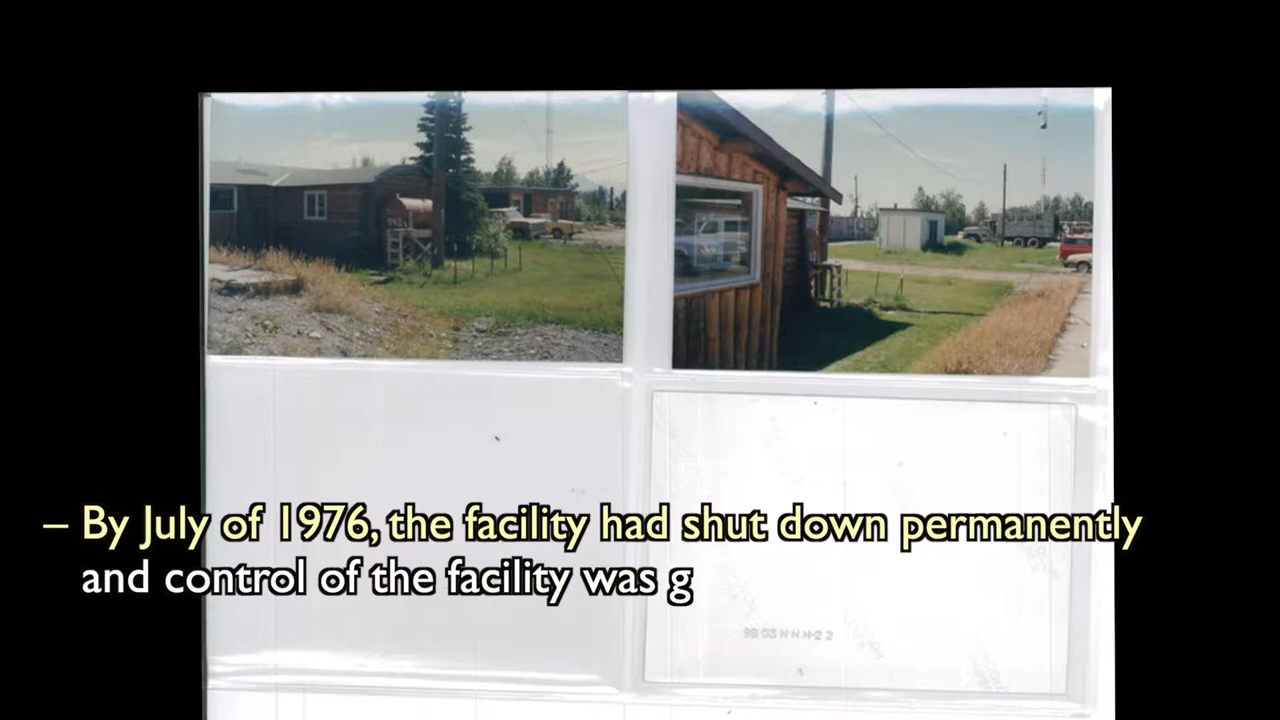 – By July of 1976, the facility had shut down permanently
and control of the facility was g